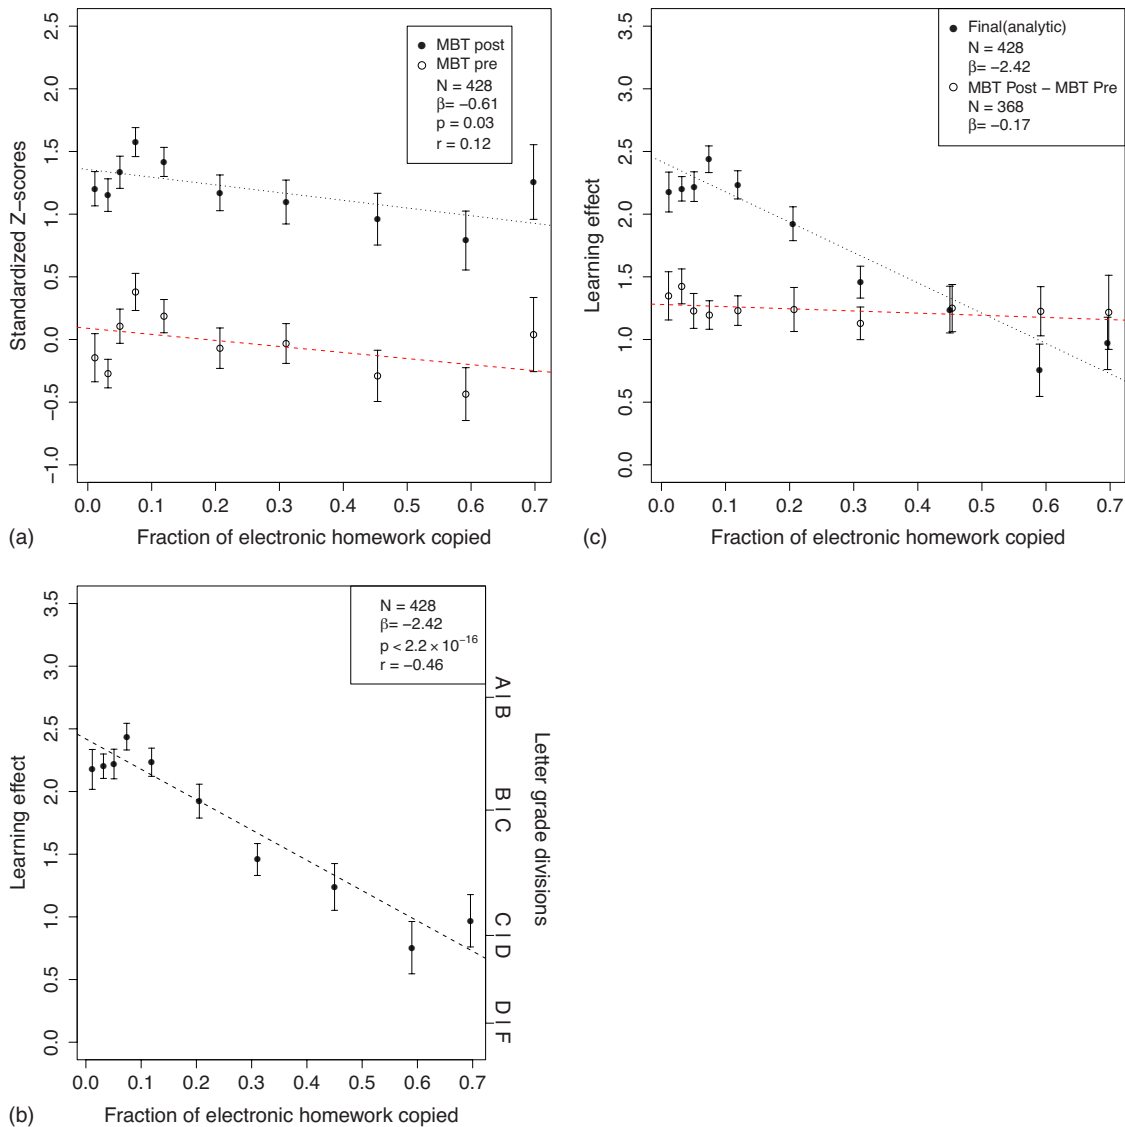 2.5
2.0
1.5
1.0
0.5
0.0
−0.5
−1.0
Standardized Z−scores
MBT post
MBT pre
N = 428
β= −0.61
p = 0.03
r = 0.12
0.0 0.1 0.2 0.3 0.4 0.5 0.6 0.7
(a) Fraction of electronic homework copied
3.5
3.0
2.5
2.0
1.5
1.0
0.5
0.0
Learning effect
Final(analytic)
N = 428
β= −2.42
MBT Post − MBT Pre
N = 368
β= −0.17
0.0 0.1 0.2 0.3 0.4 0.5 0.6 0.7
(c) Fraction of electronic homework copied
3.5
3.0
2.5
2.0
1.5
1.0
0.5
0.0
Learning effect
N = 428
β= −2.42
p < 2.2 × 10⁻¹⁶
r = −0.46
A|B
B|C
C|D
D|F
Letter grade divisions
0.0 0.1 0.2 0.3 0.4 0.5 0.6 0.7
(b) Fraction of electronic homework copied